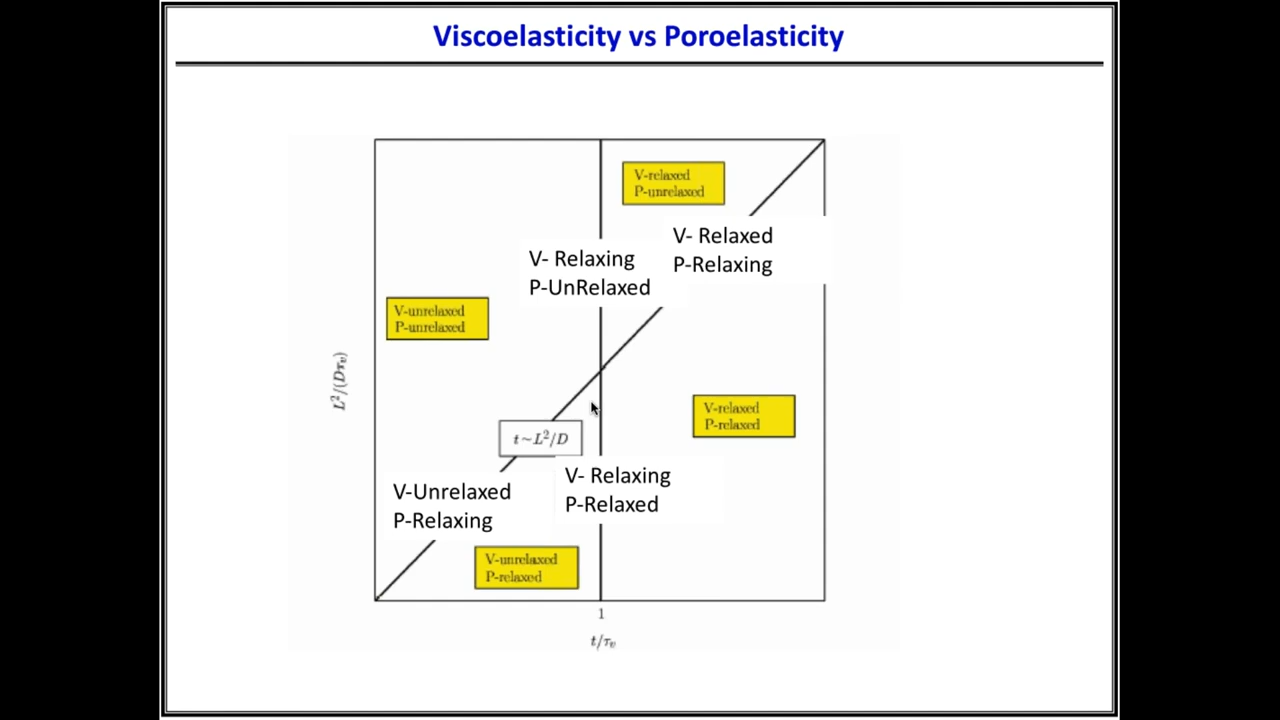 Viscoelasticity vs Poroelasticity
V-relaxed
P-unrelaxed
V- Relaxed
P-Relaxing
V- Relaxing
P-UnRelaxed
V-unrelaxed
P-unrelaxed
L²/(Dτᵥ)
V-relaxed
P-relaxed
t~L²/D
V- Relaxing
P-Relaxed
V-Unrelaxed
P-Relaxing
V-unrelaxed
P-relaxed
1
t/τᵥ